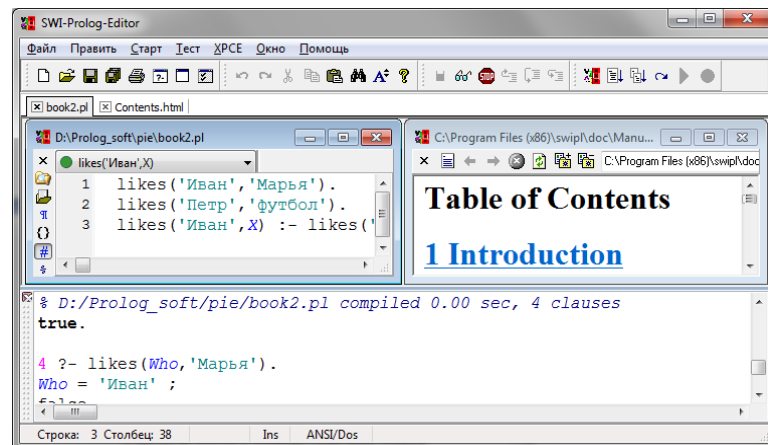 SWI-Prolog-Editor
Файл Править Старт Тест XPCE Окно Помощь
book2.pl Contents.html
D:\Prolog_soft\pie\book2.pl
likes('Иван',X)
1 likes('Иван','Марья').
2 likes('Петр','футбол').
3 likes('Иван',X) :- likes('
C:\Program Files (x86)\swipl\doc\Manu...
C:\Program Files (x86)\swipl\doc
Table of Contents
1 Introduction
% D:/Prolog_soft/pie/book2.pl compiled 0.00 sec, 4 clauses
true.
4 ?- likes(Who,'Марья').
Who = 'Иван' ;
false
Строка: 3 Столбец: 38 Ins ANSI/Dos